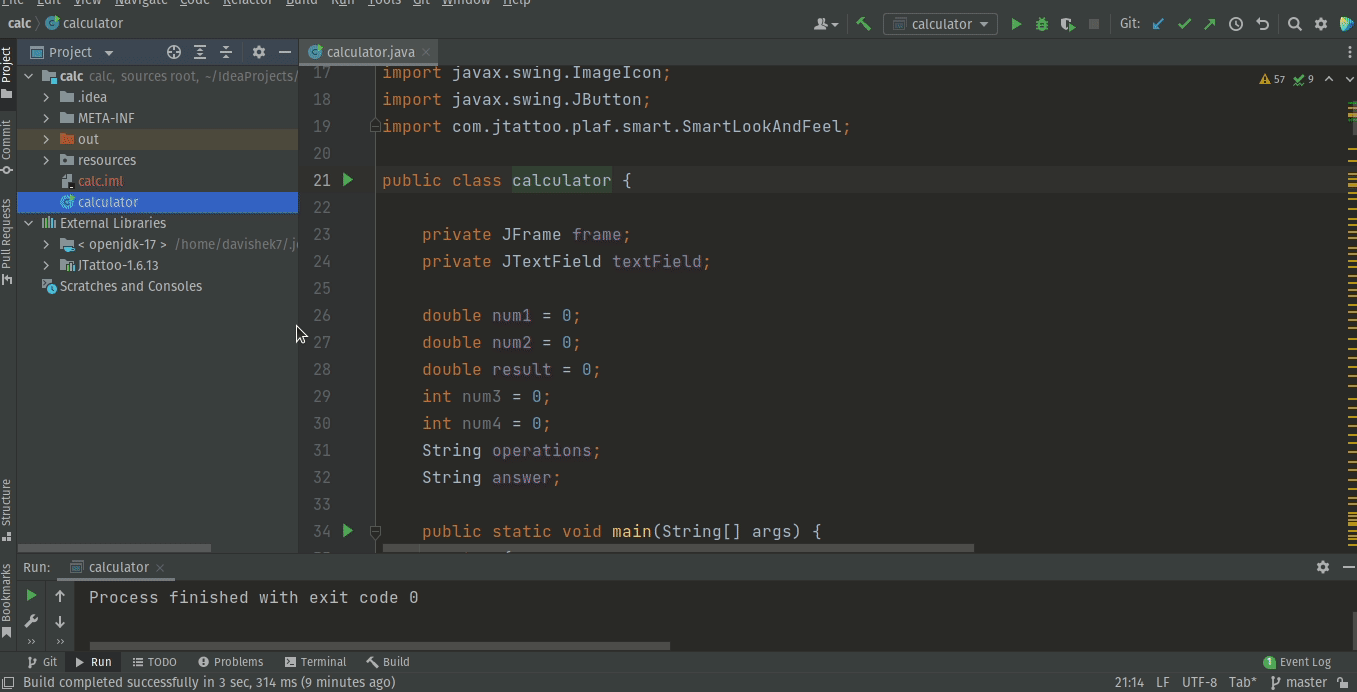 File Edit View Navigate Code Refactor Build Run Tools Git Window Help
calc calculator
calculator
Git:
Project
calculator.java
Project
Commit
Pull Requests
Structure
Bookmarks
calc calc, sources root, ~/IdeaProjects/
.idea
META-INF
out
resources
calc.iml
calculator
External Libraries
< openjdk-17 > /home/davishek7/.j
JTattoo-1.6.13
Scratches and Consoles
57 9
17 import javax.swing.ImageIcon;
18 import javax.swing.JButton;
19 import com.jtattoo.plaf.smart.SmartLookAndFeel;
20
21 public class calculator {
22
23 private JFrame frame;
24 private JTextField textField;
25
26 double num1 = 0;
27 double num2 = 0;
28 double result = 0;
29 int num3 = 0;
30 int num4 = 0;
31 String operations;
32 String answer;
33
34 public static void main(String[] args) {
Run: calculator
Process finished with exit code 0
Git Run TODO Problems Terminal Build
1 Event Log
Build completed successfully in 3 sec, 314 ms (9 minutes ago)
21:14 LF UTF-8 Tab* master